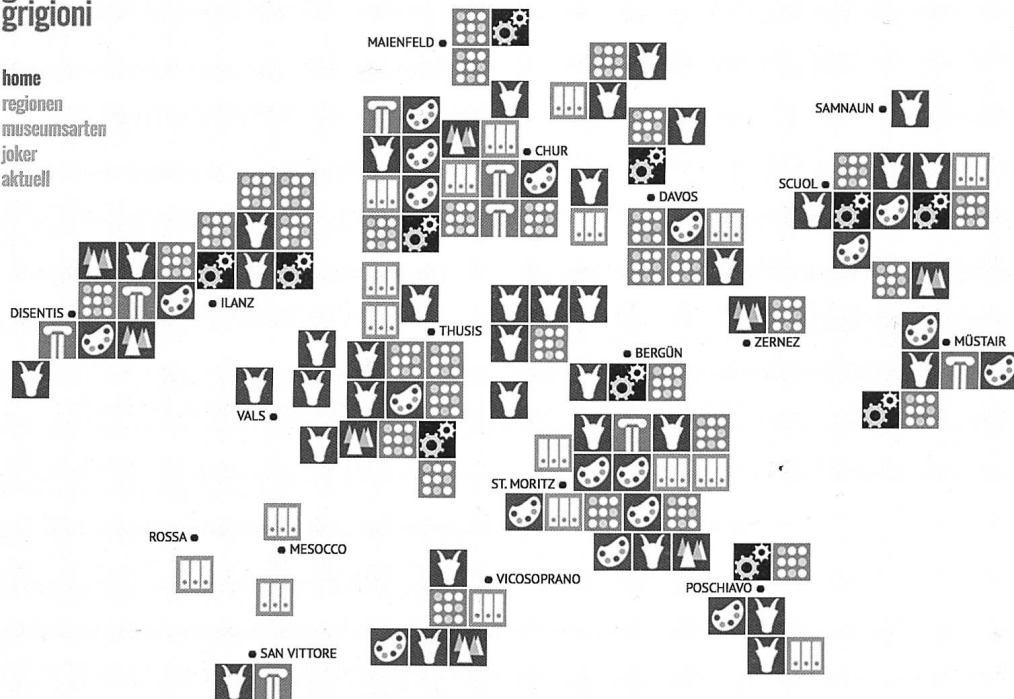 grigioni
home
regionen
museumsarten
joker
aktuell
MAIENFELD
SAMNAUN
CHUR
SCUOL
DAVOS
ILANZ
DISENTIS
THUSIS
ZERNEZ
MÜSTAIR
BERGÜN
VALS
ST. MORITZ
ROSSA
MESOCCO
VICOSOPRANO
POSCHIAVO
SAN VITTORE